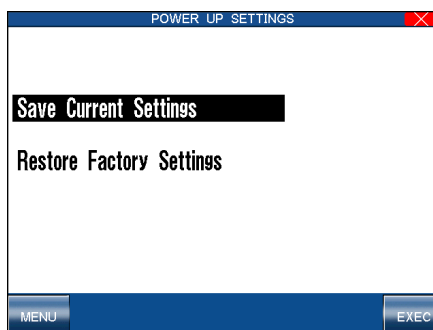 POWER UP SETTINGS
Save Current Settings
Restore Factory Settings
MENU
EXEC